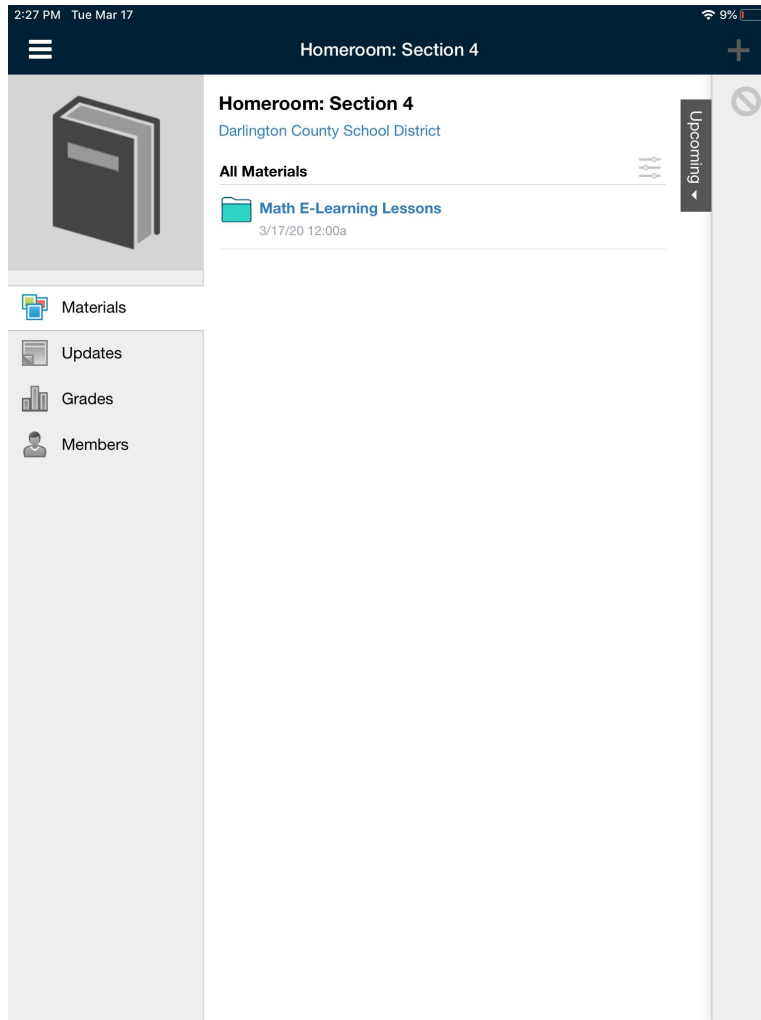 2:27 PM Tue Mar 17 9%
Homeroom: Section 4
Homeroom: Section 4
Darlington County School District
All Materials
Math E-Learning Lessons
3/17/20 12:00a
Upcoming
Materials
Updates
Grades
Members